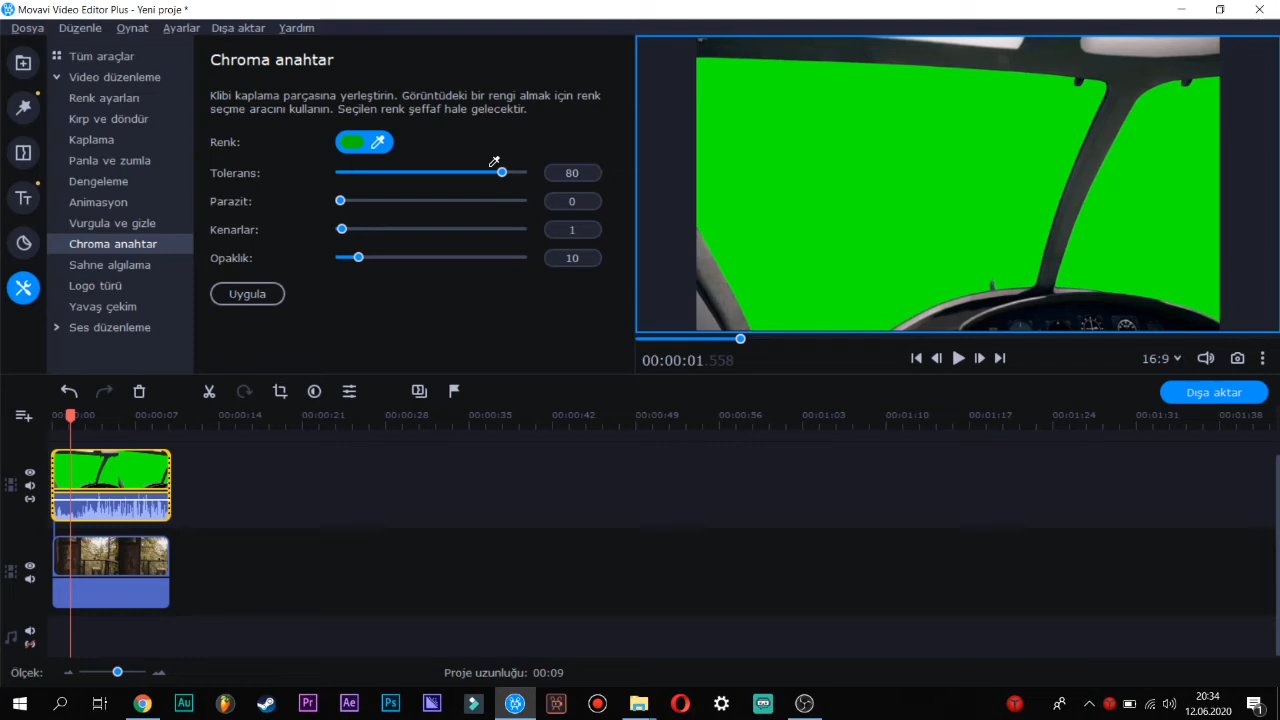 Movavi Video Editor Plus - Yeni proje *
Dosya Düzenle Oynat Ayarlar Dışa aktar Yardım
Tüm araçlar
Video düzenleme
Renk ayarları
Kırp ve döndür
Kaplama
Panla ve zumla
Dengeleme
Animasyon
Vurgula ve gizle
Chroma anahtar
Sahne algılama
Logo türü
Yavaş çekim
Ses düzenleme
Chroma anahtar
Klibi kaplama parçasına yerleştirin. Görüntüdeki bir rengi almak için renk
seçme aracını kullanın. Seçilen renk şeffaf hale gelecektir.
Renk:
Tolerans: 80
Parazit: 0
Kenarlar: 1
Opaklık: 10
Uygula
00:00:01.558
16:9
Dışa aktar
00:00:07 00:00:14 00:00:21 00:00:28 00:00:35 00:00:42 00:00:49 00:00:56 00:01:03 00:01:10 00:01:17 00:01:24 00:01:31 00:01:38
Ölçek:
Proje uzunluğu: 00:09
Au
Pr
Ae
Ps
20:34
12.06.2020
1